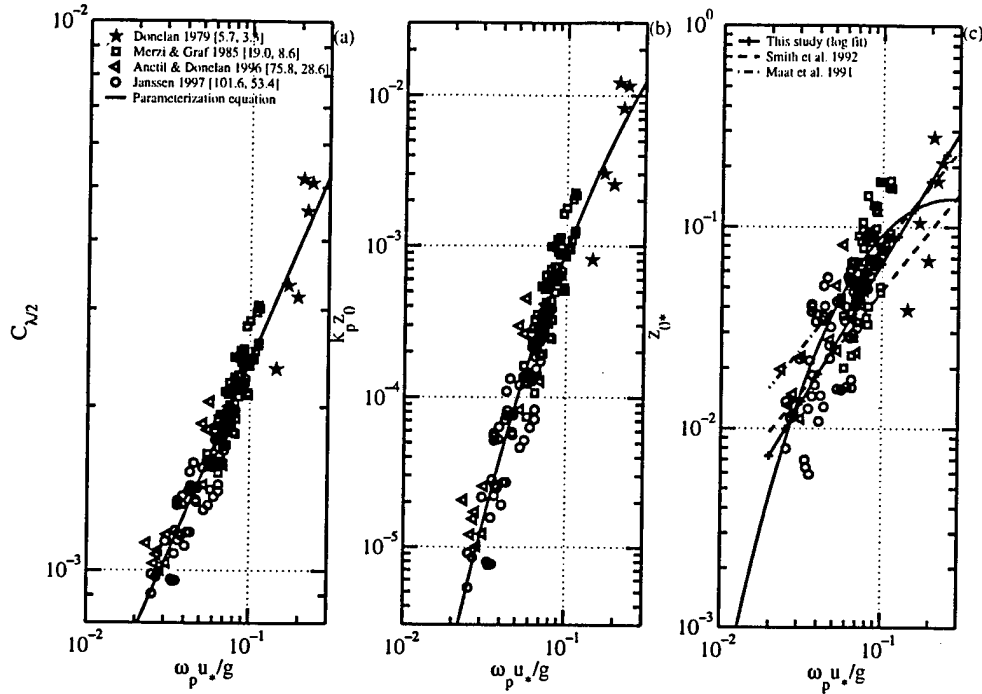 (a)
★ Donelan 1979 [5.7, 3.5]
Merzi & Graf 1985 [19.0, 8.6]
Anctil & Donelan 1996 [75.8, 28.6]
Janssen 1997 [101.6, 53.4]
Parameterization equation
10⁻²
10⁻³
C_λ/2
10⁻² 10⁻¹
ω_p u_*/g
(b)
10⁻²
10⁻³
10⁻⁴
10⁻⁵
k_p z_0
10⁻² 10⁻¹
ω_p u_*/g
(c)
This study (log fit)
Smith et al. 1992
Maat et al. 1991
10⁰
10⁻¹
10⁻²
10⁻³
z_0*
10⁻² 10⁻¹
ω_p u_*/g